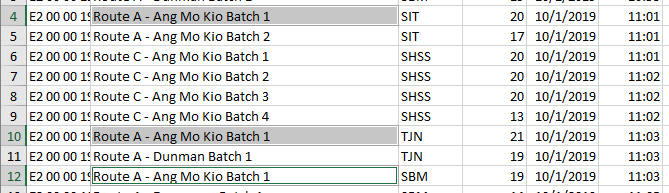 4 Route A - Ang Mo Kio Batch 1 SIT 20 10/1/2019 11:01
5 E2 00 00 19 Route A - Ang Mo Kio Batch 2 SIT 17 10/1/2019 11:01
6 E2 00 00 19 Route C - Ang Mo Kio Batch 1 SHSS 20 10/1/2019 11:01
7 E2 00 00 19 Route C - Ang Mo Kio Batch 2 SHSS 20 10/1/2019 11:02
8 E2 00 00 19 Route C - Ang Mo Kio Batch 3 SHSS 20 10/1/2019 11:02
9 E2 00 00 19 Route C - Ang Mo Kio Batch 4 SHSS 13 10/1/2019 11:02
10 E2 00 00 19 Route A - Ang Mo Kio Batch 1 TJN 21 10/1/2019 11:03
11 E2 00 00 19 Route A - Dunman Batch 1 TJN 19 10/1/2019 11:03
12 E2 00 00 19 Route A - Ang Mo Kio Batch 1 SBM 19 10/1/2019 11:03